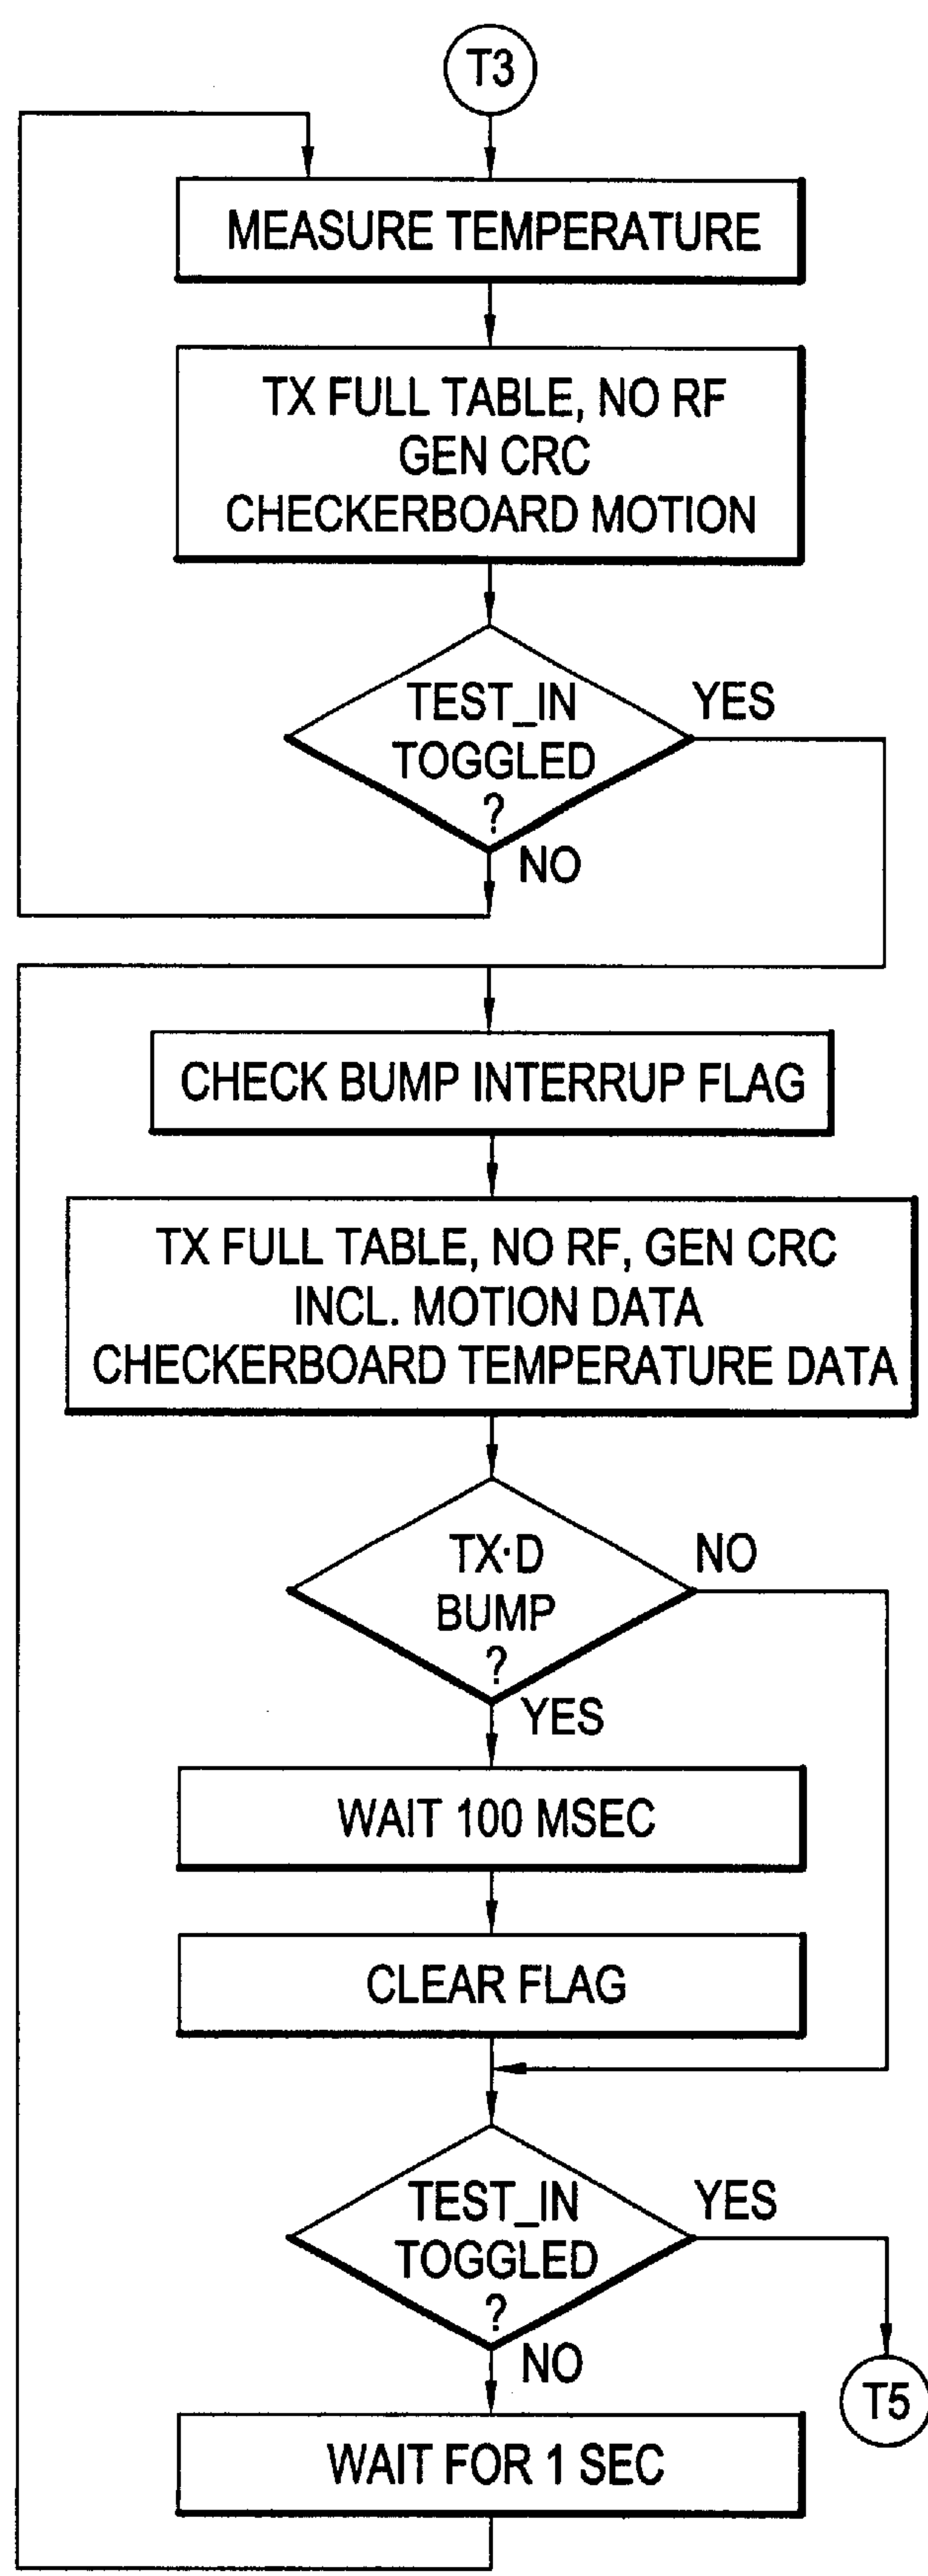 T3
MEASURE TEMPERATURE
TX FULL TABLE, NO RF
GEN CRC
CHECKERBOARD MOTION
TEST_IN
TOGGLED
?
YES
NO
CHECK BUMP INTERRUP FLAG
TX FULL TABLE, NO RF, GEN CRC
INCL. MOTION DATA
CHECKERBOARD TEMPERATURE DATA
TX·D
BUMP
?
NO
YES
WAIT 100 MSEC
CLEAR FLAG
TEST_IN
TOGGLED
?
YES
NO
T5
WAIT FOR 1 SEC